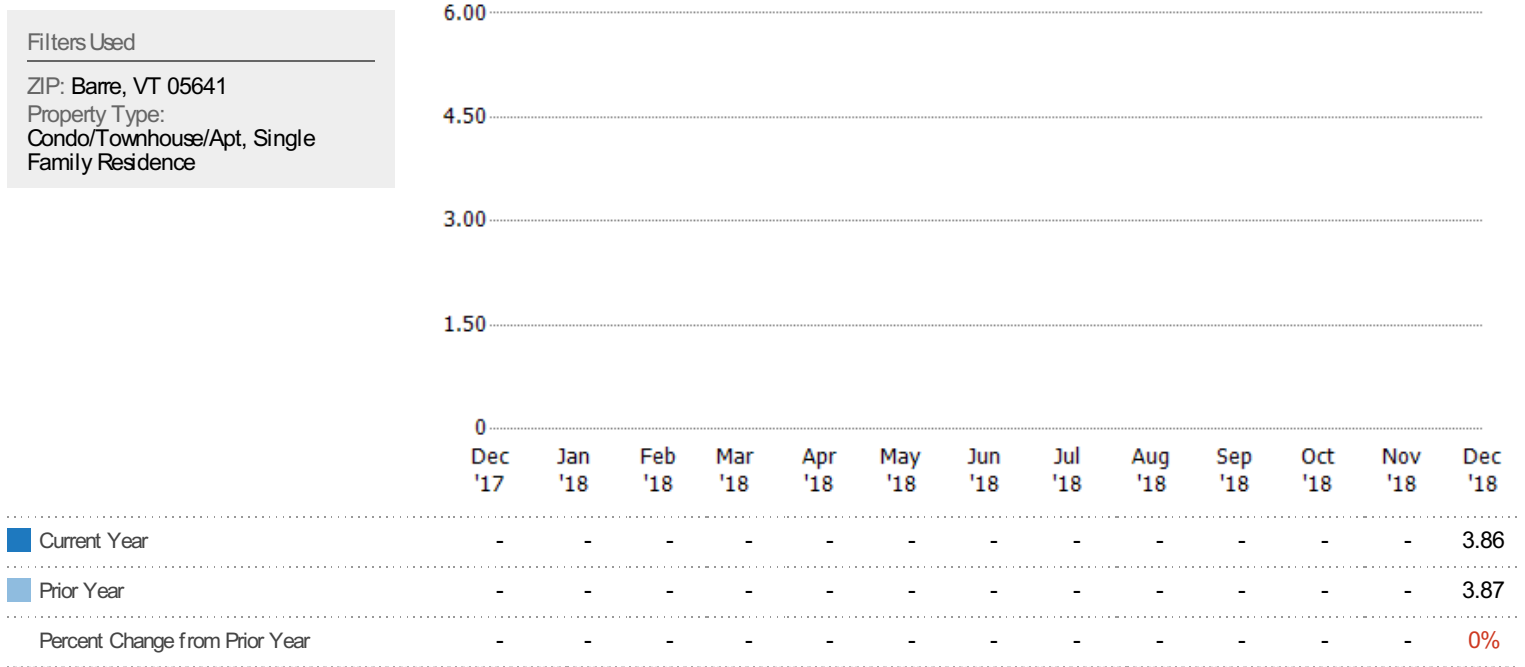 Filters Used
ZIP: Barre, VT 05641
Property Type:
Condo/Townhouse/Apt, Single
Family Residence
6.00
4.50
3.00
1.50
0
Dec Jan Feb Mar Apr May Jun Jul Aug Sep Oct Nov Dec
'17 '18 '18 '18 '18 '18 '18 '18 '18 '18 '18 '18 '18
Current Year - - - - - - - - - - - - 3.86
Prior Year - - - - - - - - - - - - 3.87
Percent Change from Prior Year - - - - - - - - - - - - 0%